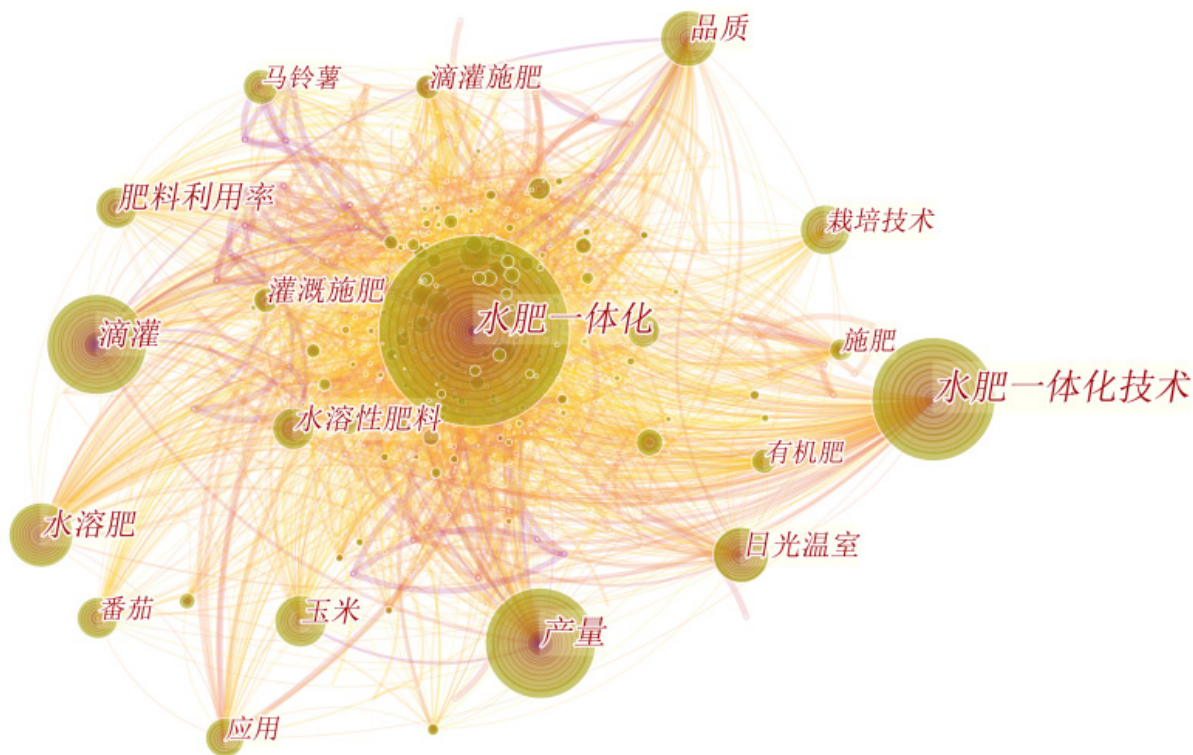 品质
马铃薯
滴灌施肥
肥料利用率
栽培技术
灌溉施肥
水肥一体化
滴灌
施肥
水肥一体化技术
水溶性肥料
有机肥
水溶肥
日光温室
番茄
玉米
产量
应用